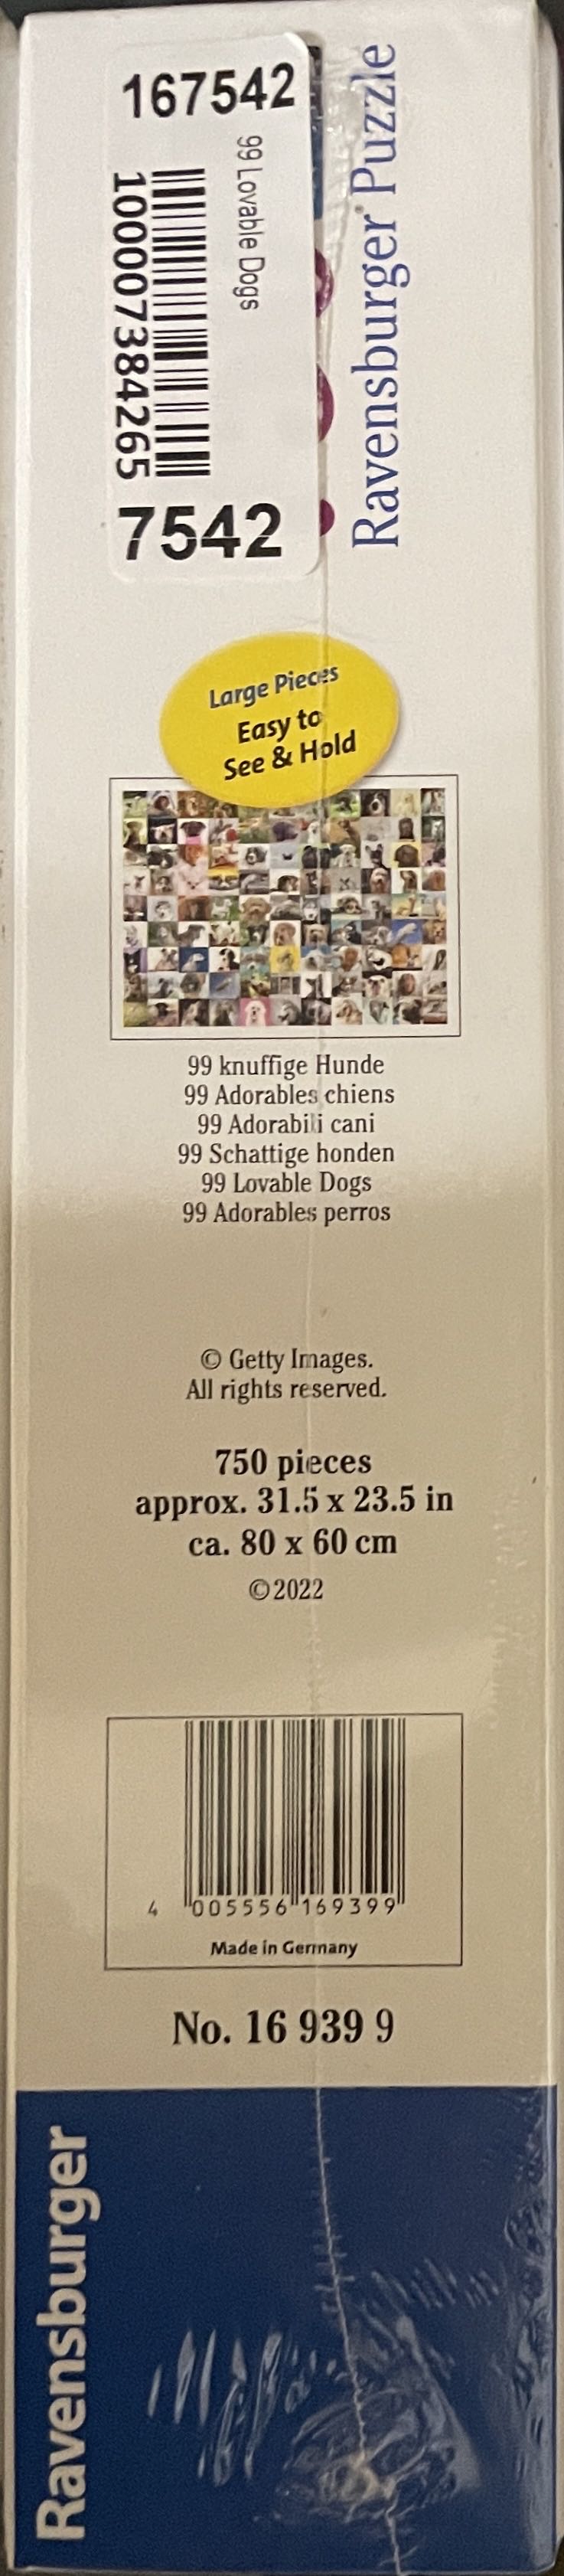 167542
99 Lovable Dogs
100007384265
7542
Ravensburger Puzzle
Large Pieces
Easy to
See & Hold
99 knuffige Hunde
99 Adorables chiens
99 Adorabili cani
99 Schattige honden
99 Lovable Dogs
99 Adorables perros
© Getty Images.
All rights reserved.
750 pieces
approx. 31.5 x 23.5 in
ca. 80 x 60 cm
©2022
4 005556 169399
Made in Germany
No. 16 939 9
Ravensburger